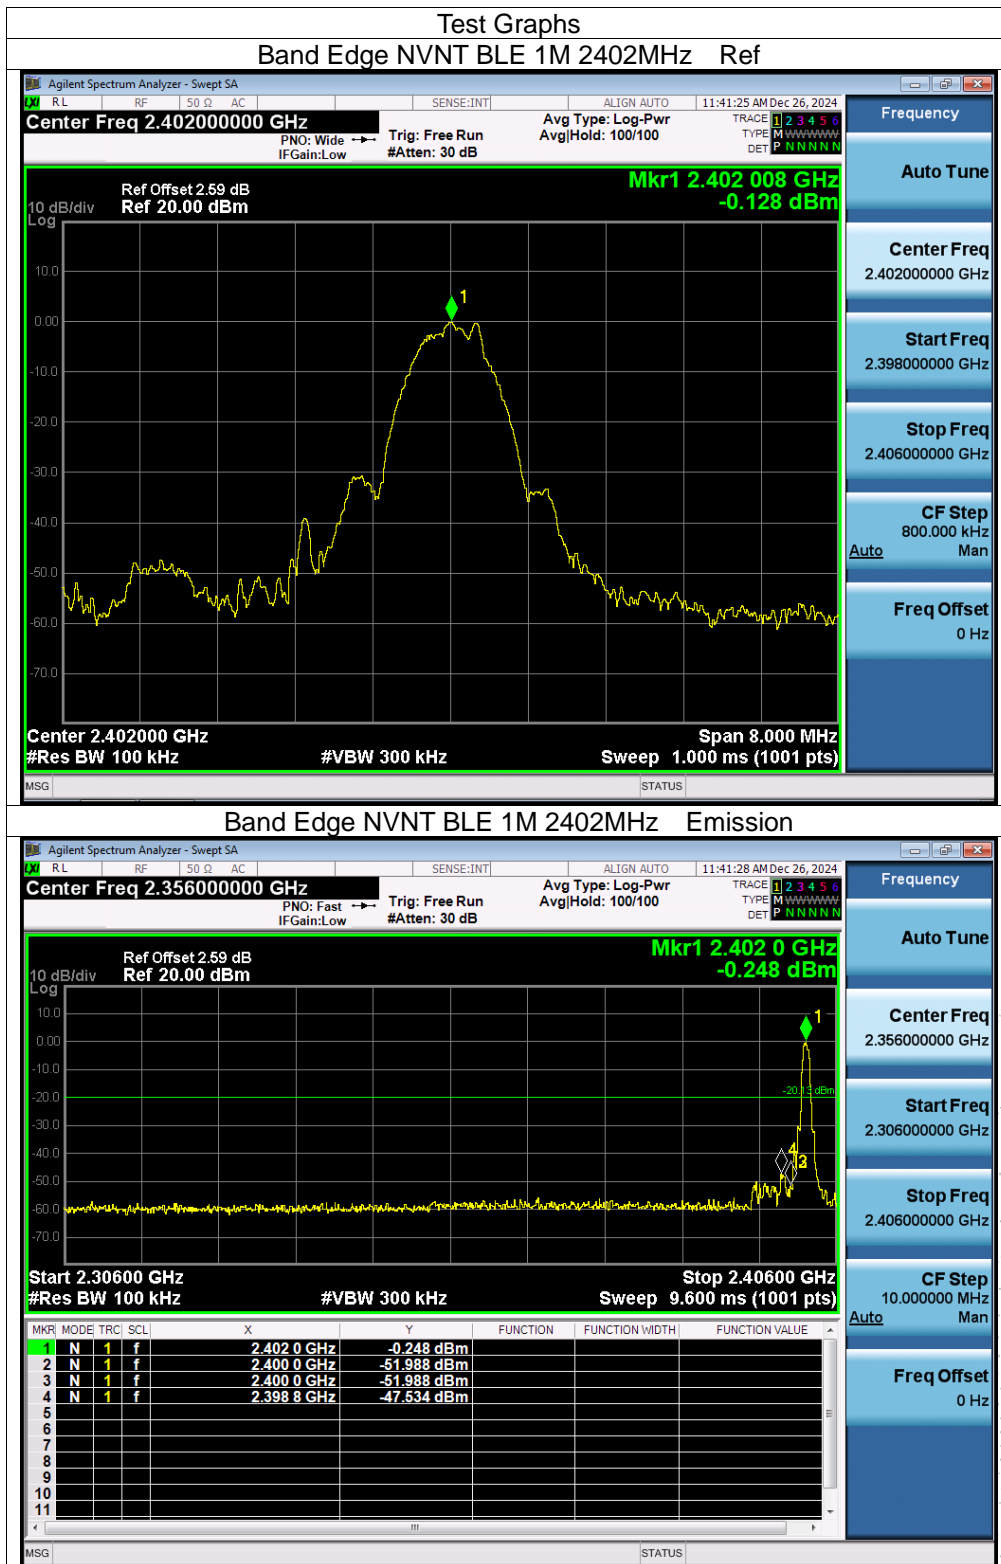 Test Graphs
Band Edge NVNT BLE 1M 2402MHz Ref
Agilent Spectrum Analyzer - Swept SA
LXI RL RF 50 Ω AC SENSE:INT ALIGN AUTO 11:41:25 AM Dec 26, 2024
Center Freq 2.402000000 GHz
PNO: Wide
IFGain:Low
Trig: Free Run
#Atten: 30 dB
Avg Type: Log-Pwr
Avg|Hold: 100/100
TRACE 1 2 3 4 5 6
TYPE M WWWWW
DET P N N N N N
Mkr1 2.402 008 GHz
-0.128 dBm
Ref Offset 2.59 dB
10 dB/div Ref 20.00 dBm
Log
10.0
0.00
-10.0
-20.0
-30.0
-40.0
-50.0
-60.0
-70.0
1
Center 2.402000 GHz Span 8.000 MHz
#Res BW 100 kHz #VBW 300 kHz Sweep 1.000 ms (1001 pts)
MSG STATUS
Frequency
Auto Tune
Center Freq
2.402000000 GHz
Start Freq
2.398000000 GHz
Stop Freq
2.406000000 GHz
CF Step
800.000 kHz
Auto Man
Freq Offset
0 Hz
Band Edge NVNT BLE 1M 2402MHz Emission
Agilent Spectrum Analyzer - Swept SA
LXI RL RF 50 Ω AC SENSE:INT ALIGN AUTO 11:41:28 AM Dec 26, 2024
Center Freq 2.356000000 GHz
PNO: Fast
IFGain:Low
Trig: Free Run
#Atten: 30 dB
Avg Type: Log-Pwr
Avg|Hold: 100/100
TRACE 1 2 3 4 5 6
TYPE M WWWWW
DET P N N N N N
Mkr1 2.402 0 GHz
-0.248 dBm
Ref Offset 2.59 dB
10 dB/div Ref 20.00 dBm
Log
10.0
0.00
-10.0
-20.0
-30.0
-40.0
-50.0
-60.0
-70.0
1
-20.13 dBm
4
3
Start 2.30600 GHz Stop 2.40600 GHz
#Res BW 100 kHz #VBW 300 kHz Sweep 9.600 ms (1001 pts)
MKR MODE TRC SCL X Y FUNCTION FUNCTION WIDTH FUNCTION VALUE
1 N 1 f 2.402 0 GHz -0.248 dBm
2 N 1 f 2.400 0 GHz -51.988 dBm
3 N 1 f 2.400 0 GHz -51.988 dBm
4 N 1 f 2.398 8 GHz -47.534 dBm
5
6
7
8
9
10
11
MSG STATUS
Frequency
Auto Tune
Center Freq
2.356000000 GHz
Start Freq
2.306000000 GHz
Stop Freq
2.406000000 GHz
CF Step
10.000000 MHz
Auto Man
Freq Offset
0 Hz